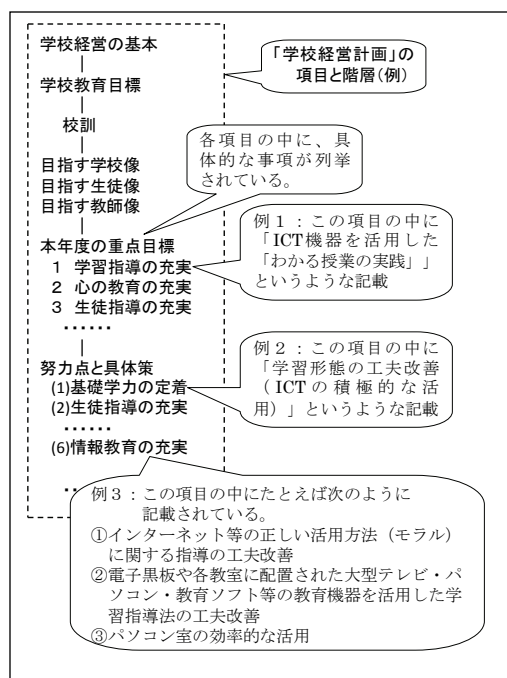 学校経営の基本
学校教育目標
校訓
目指す学校像
目指す生徒像
目指す教師像
本年度の重点目標
1 学習指導の充実
2 心の教育の充実
3 生徒指導の充実
・・・・・・
努力点と具体策
(1)基礎学力の定着
(2)生徒指導の充実
・・・・・・
(6)情報教育の充実
・・・
「学校経営計画」の
項目と階層(例)
各項目の中に、具
体的な事項が列挙
されている。
例1:この項目の中に
「ICT機器を活用した
「わかる授業の実践」」
というような記載
例2:この項目の中に
「学習形態の工夫改善
(ICTの積極的な活
用)」というような記載
例3:この項目の中にたとえば次のように
記載されている。
①インターネット等の正しい活用方法(モラル)
に関する指導の工夫改善
②電子黒板や各教室に配置された大型テレビ・パ
ソコン・教育ソフト等の教育機器を活用した学
習指導法の工夫改善
③パソコン室の効率的な活用